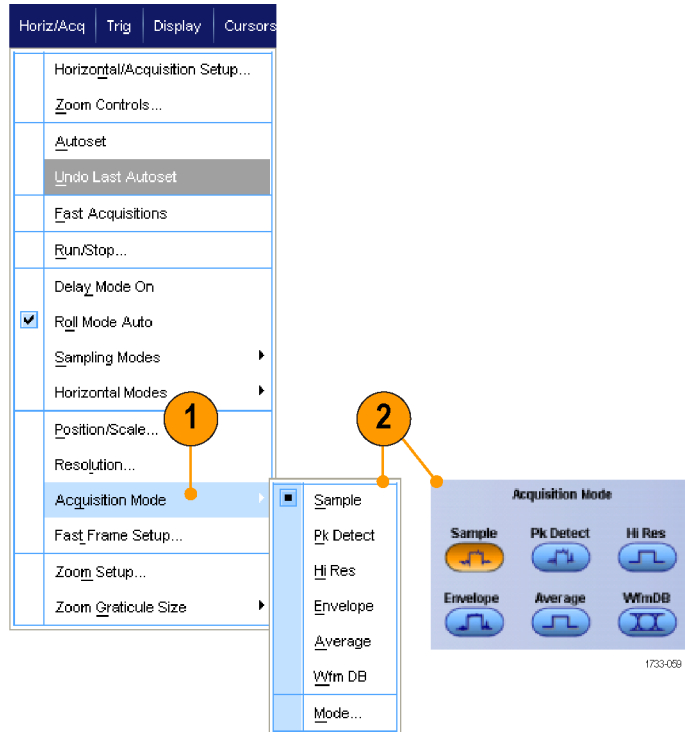 Horiz/Acq Trig Display Cursors
Horizontal/Acquisition Setup...
Zoom Controls...
Autoset
Undo Last Autoset
Fast Acquisitions
Run/Stop...
Delay Mode On
Roll Mode Auto
Sampling Modes
Horizontal Modes
Position/Scale...
Resolution...
Acquisition Mode
Fast Frame Setup...
Zoom Setup...
Zoom Graticule Size
1
2
Sample
Pk Detect
Hi Res
Envelope
Average
Wfm DB
Mode...
Acquisition Mode
Sample Pk Detect Hi Res
Envelope Average WfmDB
1733-059